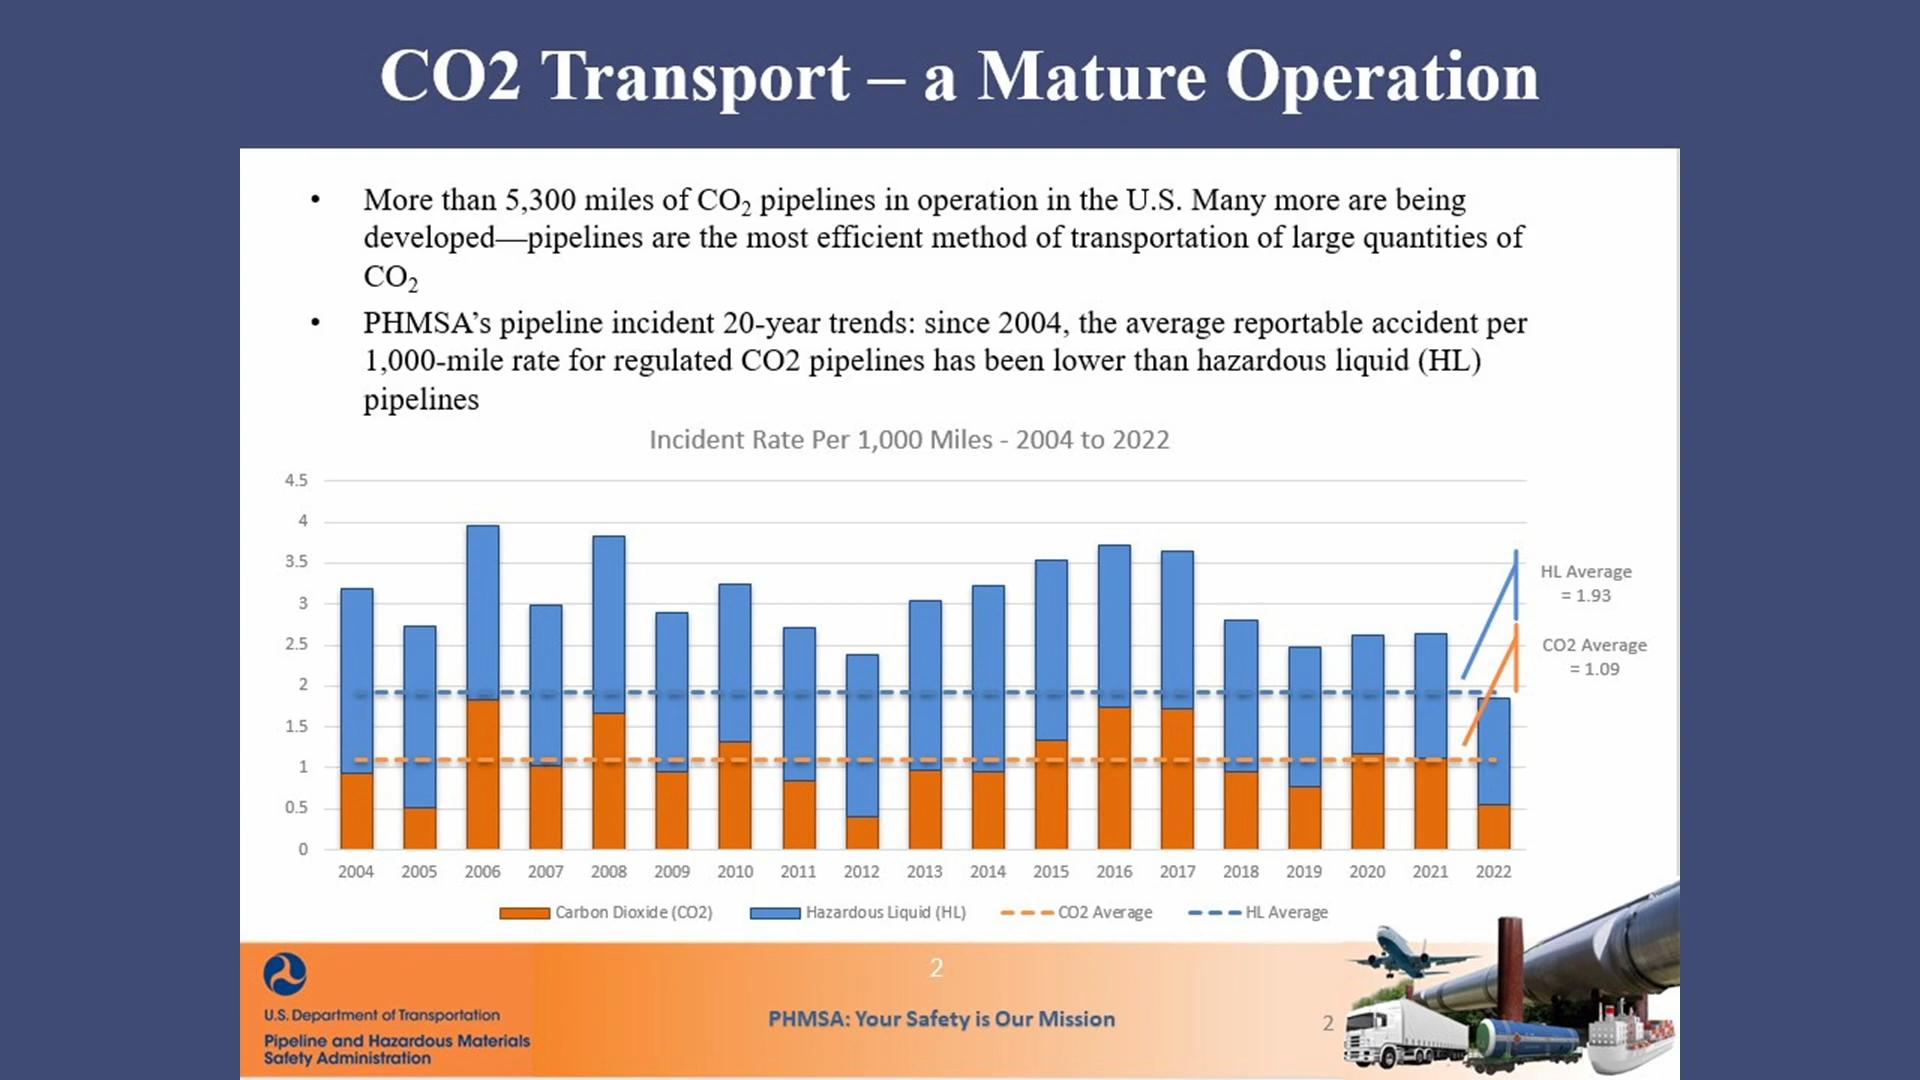 CO2 Transport – a Mature Operation
• More than 5,300 miles of CO₂ pipelines in operation in the U.S. Many more are being
developed—pipelines are the most efficient method of transportation of large quantities of
CO₂
• PHMSA’s pipeline incident 20-year trends: since 2004, the average reportable accident per
1,000-mile rate for regulated CO2 pipelines has been lower than hazardous liquid (HL)
pipelines
Incident Rate Per 1,000 Miles - 2004 to 2022
4.5
4
3.5
3
2.5
2
1.5
1
0.5
0
HL Average
= 1.93
CO2 Average
= 1.09
2004 2005 2006 2007 2008 2009 2010 2011 2012 2013 2014 2015 2016 2017 2018 2019 2020 2021 2022
Carbon Dioxide (CO2) Hazardous Liquid (HL) CO2 Average HL Average
2
U.S. Department of Transportation
Pipeline and Hazardous Materials
Safety Administration
PHMSA: Your Safety is Our Mission
2